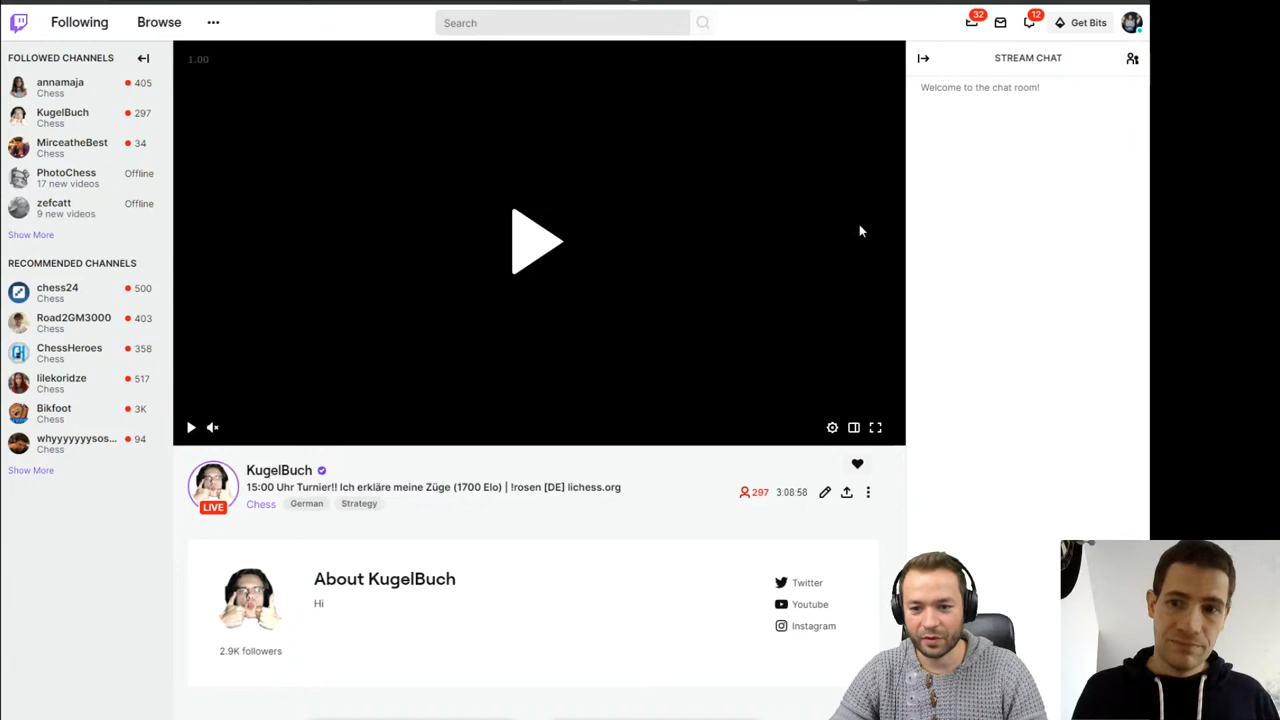 Following
Browse
Search
32
12
Get Bits
FOLLOWED CHANNELS
annamaja
405
Chess
KugelBuch
297
Chess
MirceatheBest
34
Chess
PhotoChess
Offline
17 new videos
zefcatt
Offline
9 new videos
Show More
RECOMMENDED CHANNELS
chess24
500
Chess
Road2GM3000
403
Chess
ChessHeroes
358
Chess
lilekoridze
517
Chess
Bikfoot
3K
Chess
whyyyyyyysos...
94
Chess
Show More
1.00
STREAM CHAT
Welcome to the chat room!
KugelBuch
15:00 Uhr Turnier!! Ich erkläre meine Züge (1700 Elo) | !rosen [DE] lichess.org
LIVE
Chess
German
Strategy
297
3:08:58
About KugelBuch
Hi
2.9K followers
Twitter
Youtube
Instagram